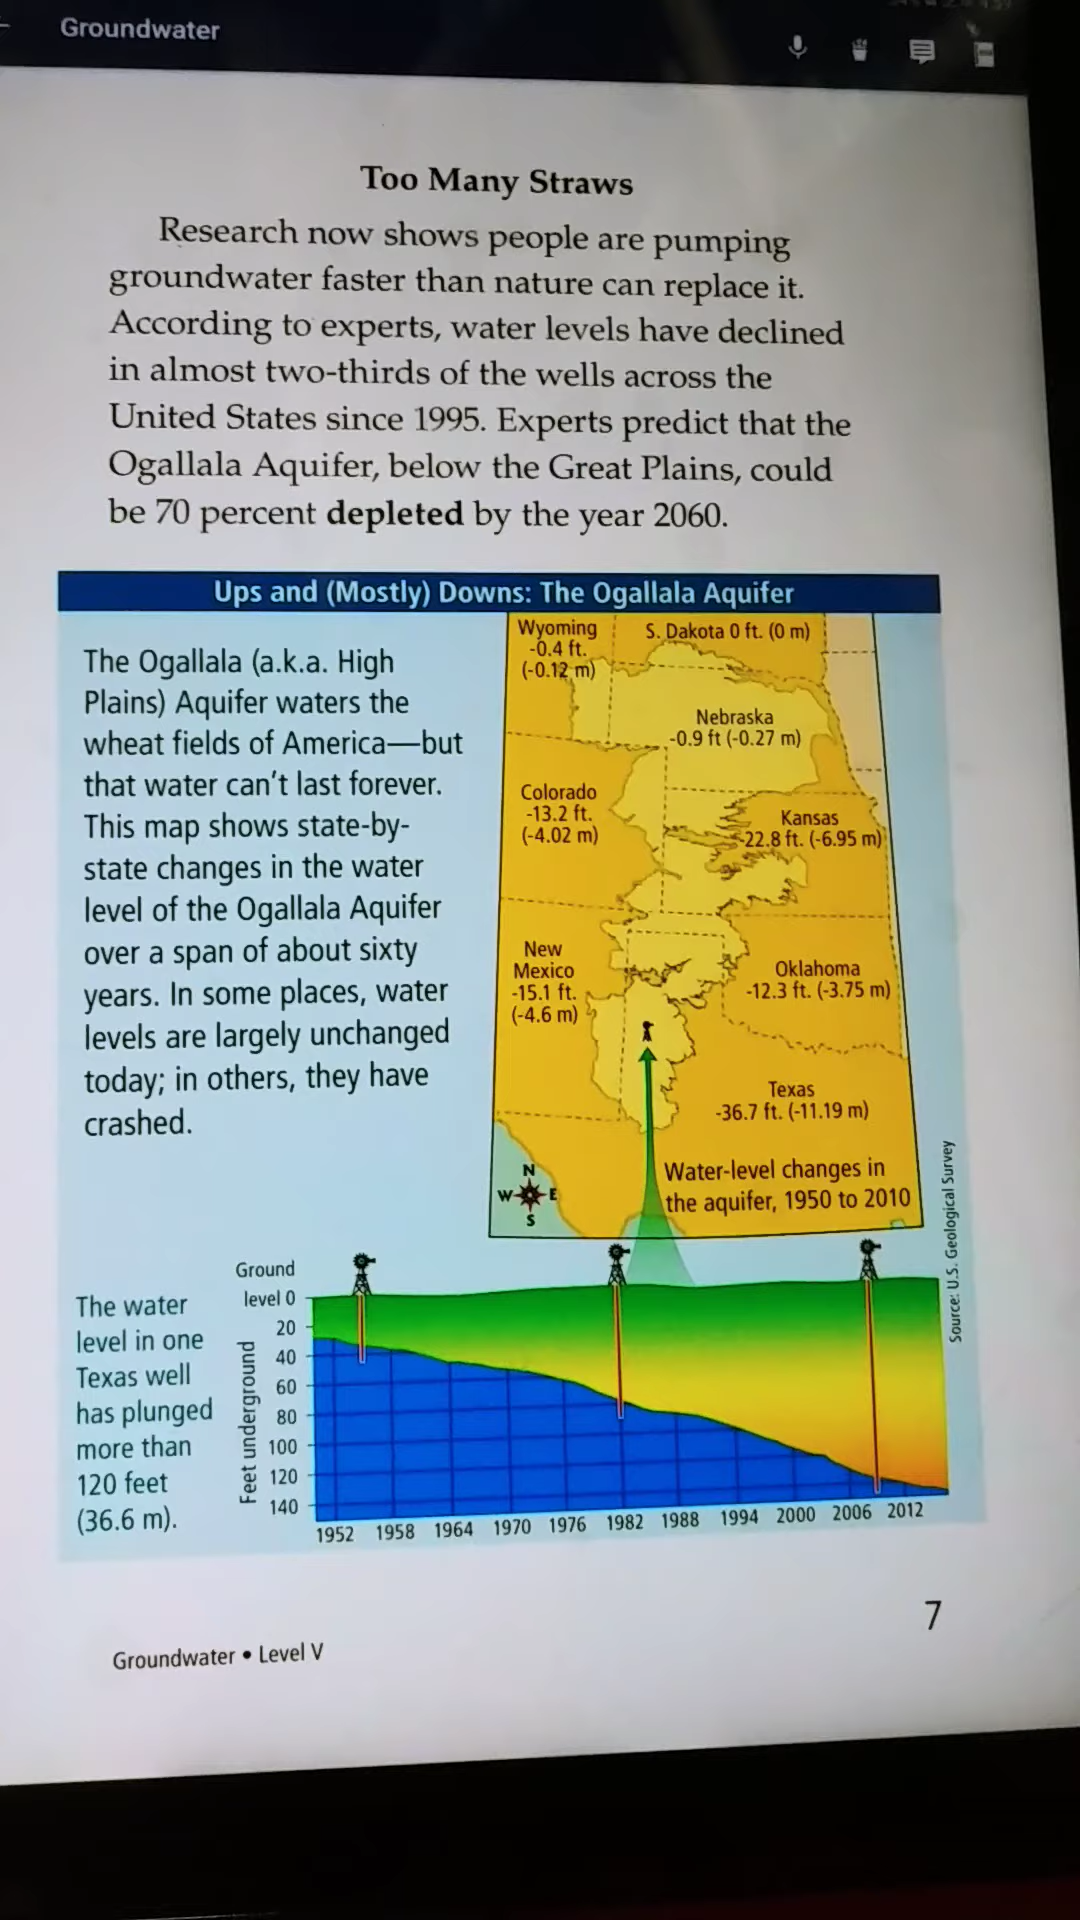 Groundwater
Too Many Straws
Research now shows people are pumping
groundwater faster than nature can replace it.
According to experts, water levels have declined
in almost two-thirds of the wells across the
United States since 1995. Experts predict that the
Ogallala Aquifer, below the Great Plains, could
be 70 percent depleted by the year 2060.
Ups and (Mostly) Downs: The Ogallala Aquifer
The Ogallala (a.k.a. High
Plains) Aquifer waters the
wheat fields of America—but
that water can't last forever.
This map shows state-by-
state changes in the water
level of the Ogallala Aquifer
over a span of about sixty
years. In some places, water
levels are largely unchanged
today; in others, they have
crashed.
Wyoming
-0.4 ft.
(-0.12 m)
S. Dakota 0 ft. (0 m)
Nebraska
-0.9 ft (-0.27 m)
Colorado
-13.2 ft.
(-4.02 m)
Kansas
-22.8 ft. (-6.95 m)
New
Mexico
-15.1 ft.
(-4.6 m)
Oklahoma
-12.3 ft. (-3.75 m)
Texas
-36.7 ft. (-11.19 m)
Water-level changes in
the aquifer, 1950 to 2010
N
W E
S
Source: U.S. Geological Survey
The water
level in one
Texas well
has plunged
more than
120 feet
(36.6 m).
Feet underground
Ground
level 0
20
40
60
80
100
120
140
1952 1958 1964 1970 1976 1982 1988 1994 2000 2006 2012
7
Groundwater • Level V